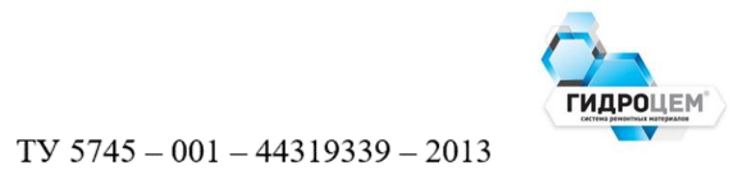 ГИДРОЦЕМ®
система ремонтных материалов
ТУ 5745 – 001 – 44319339 – 2013